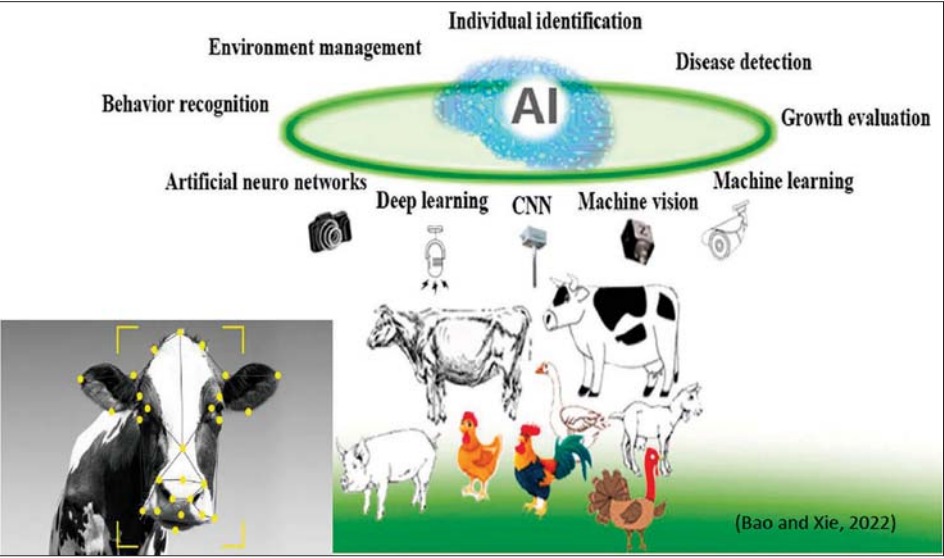 Individual identification
Environment management
Disease detection
Behavior recognition
AI
Growth evaluation
Artificial neuro networks
Deep learning
CNN
Machine vision
Machine learning
Z
(Bao and Xie, 2022)